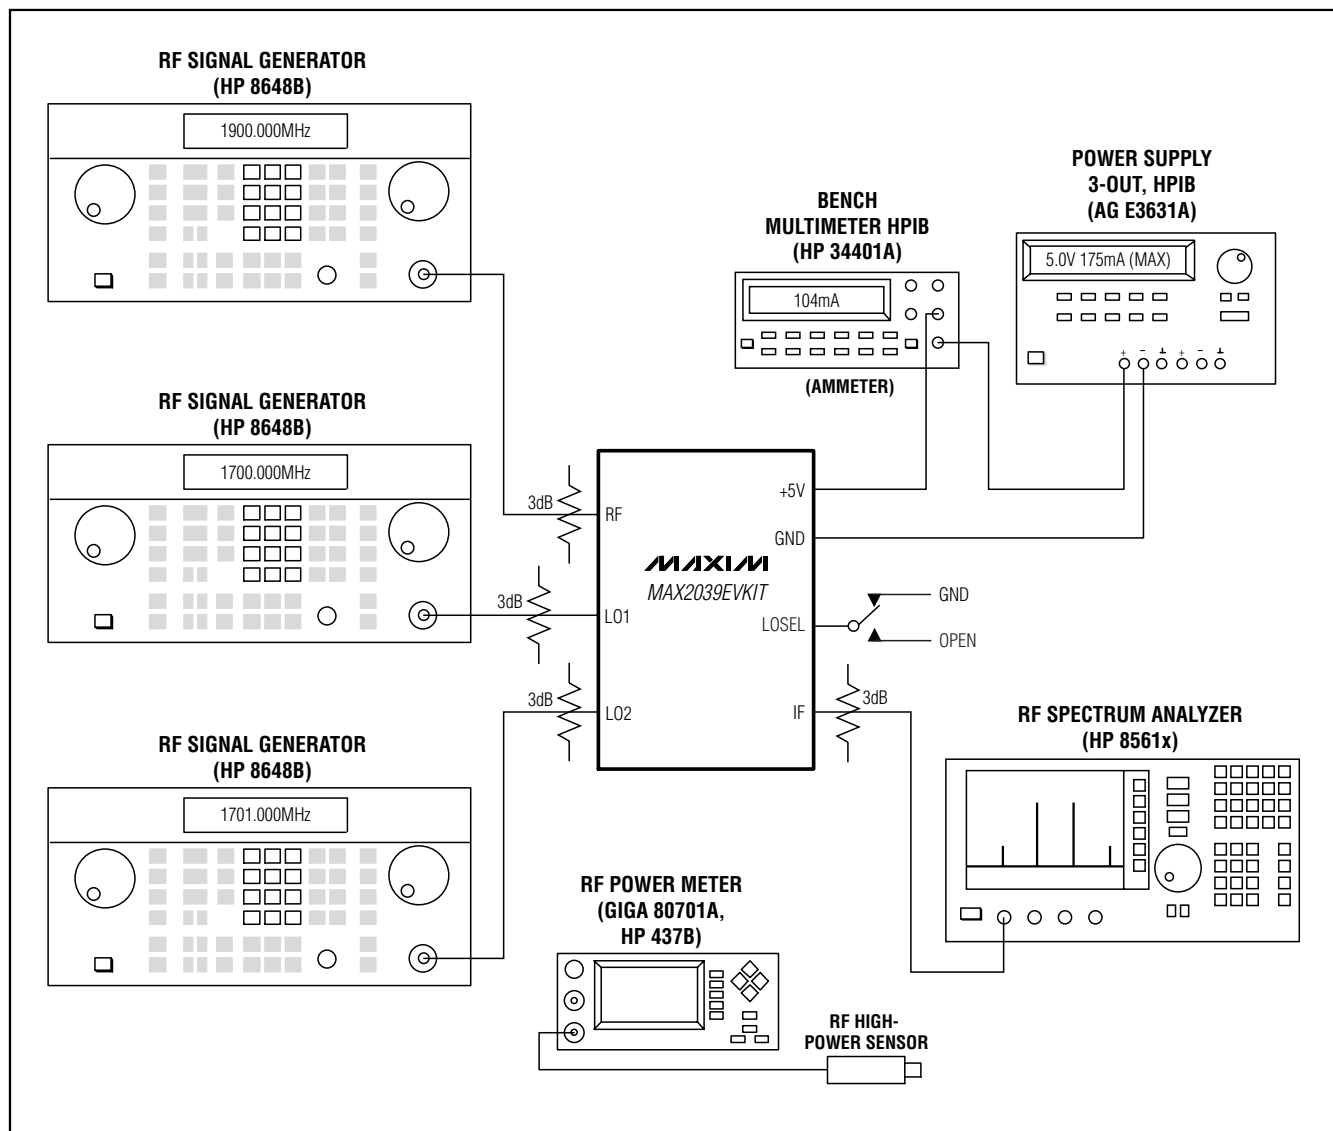 RF SIGNAL GENERATOR
(HP 8648B)
1900.000MHz
POWER SUPPLY
3-OUT, HPIB
(AG E3631A)
5.0V 175mA (MAX)
+ - ⊥ + - ⊥
BENCH
MULTIMETER HPIB
(HP 34401A)
104mA
(AMMETER)
RF SIGNAL GENERATOR
(HP 8648B)
1700.000MHz
3dB
RF
+5V
GND
MAXIM
MAX2039EVKIT
3dB
LO1
LOSEL
GND
OPEN
3dB
LO2
IF
3dB
RF SIGNAL GENERATOR
(HP 8648B)
1701.000MHz
RF SPECTRUM ANALYZER
(HP 8561x)
RF POWER METER
(GIGA 80701A,
HP 437B)
RF HIGH-
POWER SENSOR